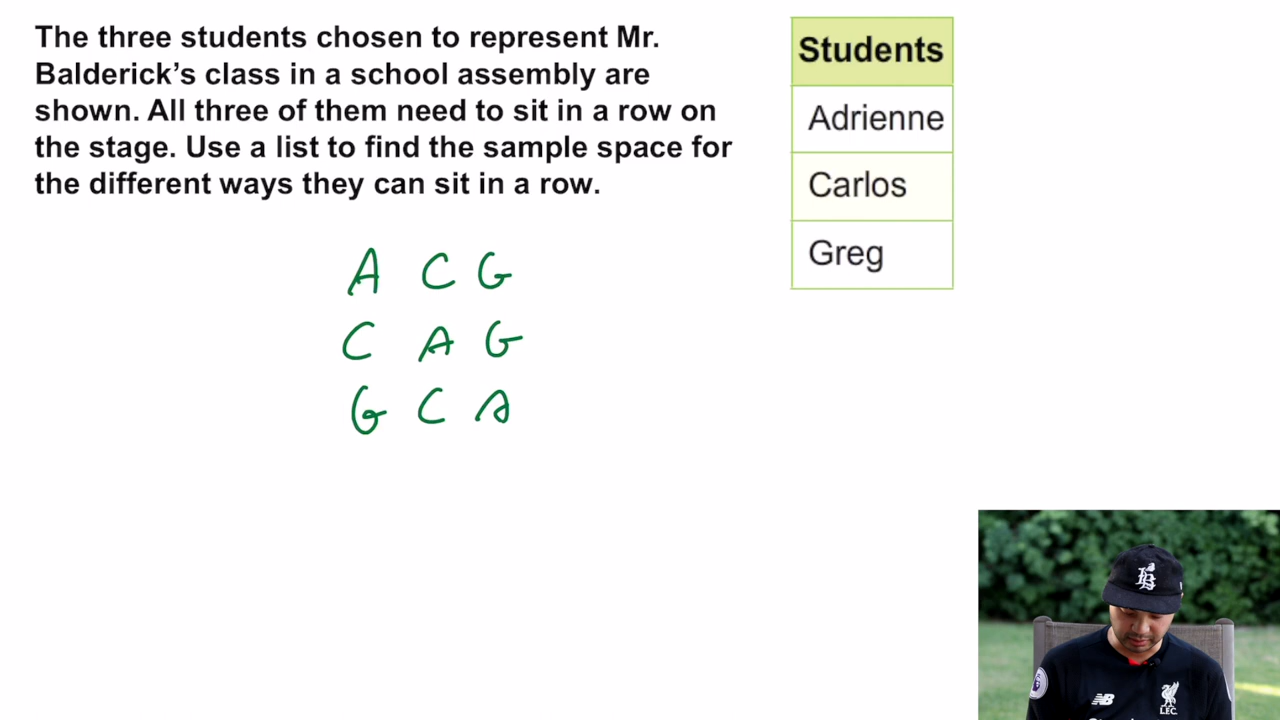 The three students chosen to represent Mr.
Balderick’s class in a school assembly are
shown. All three of them need to sit in a row on
the stage. Use a list to find the sample space for
the different ways they can sit in a row.
Students
Adrienne
Carlos
Greg
A C G
C A G
G C A
NB
L.F.C.